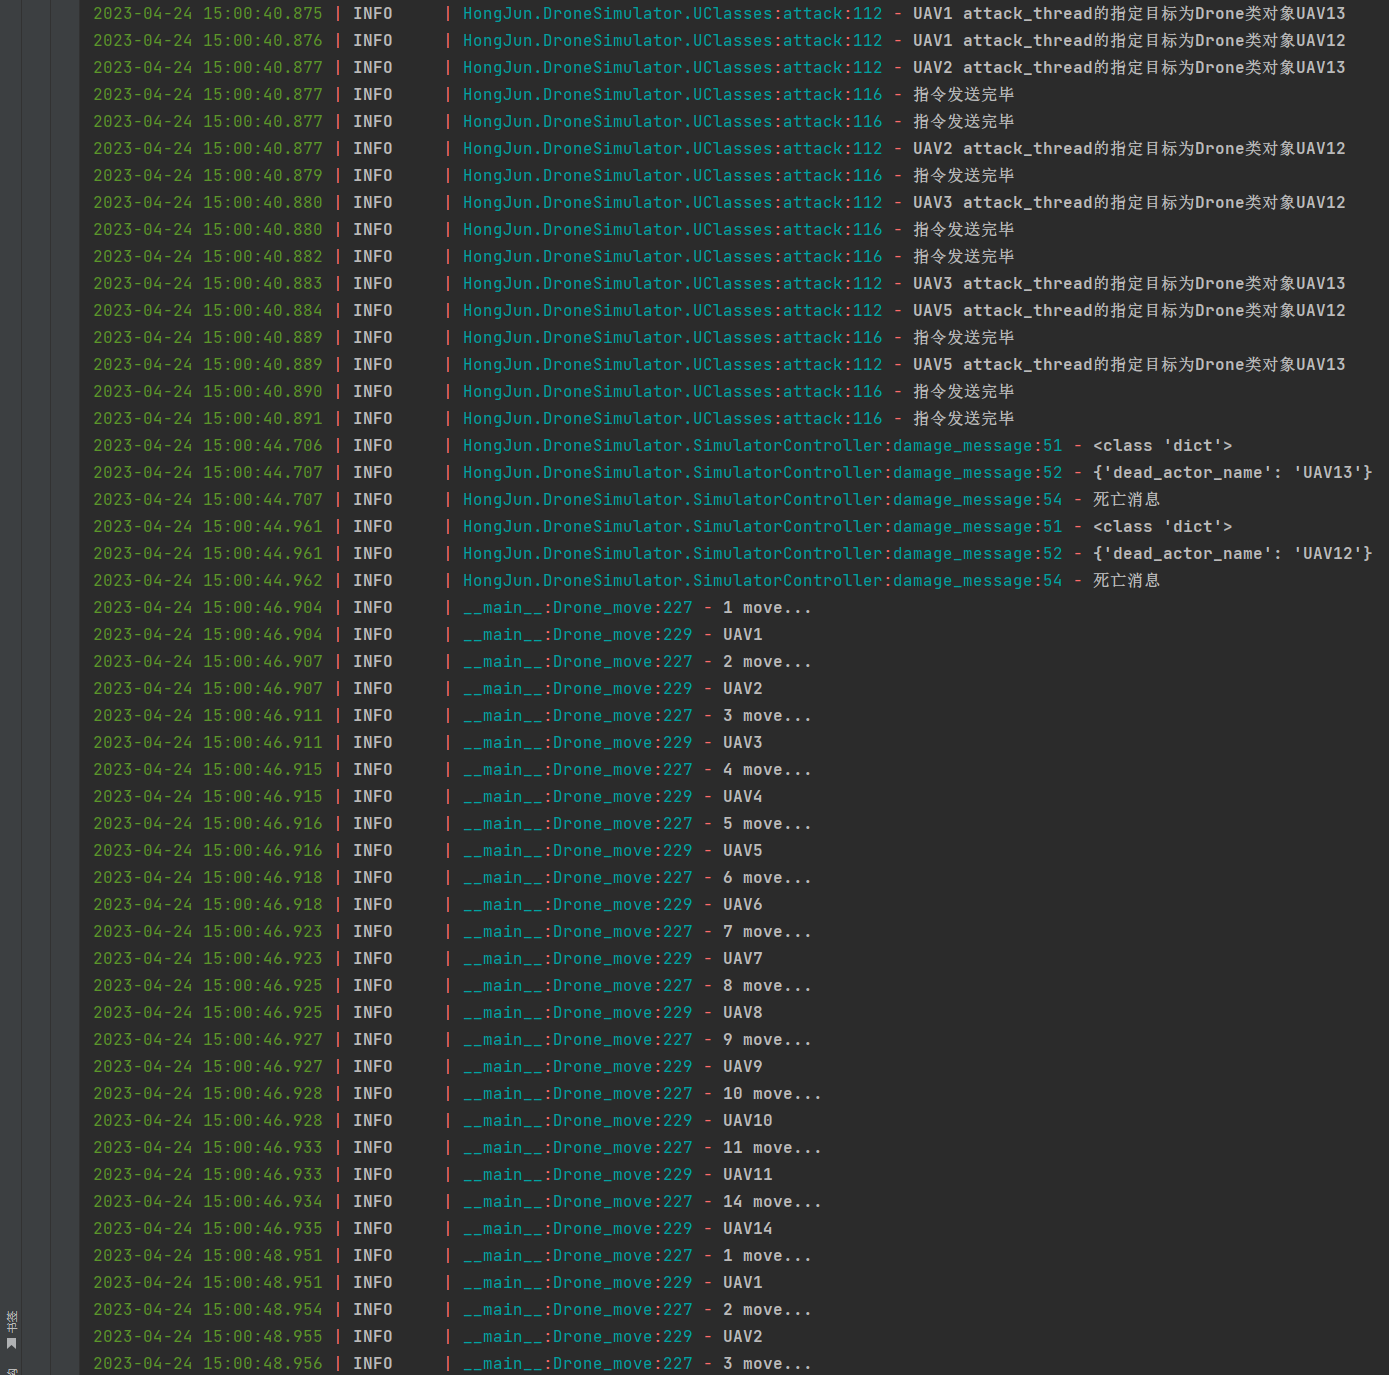 2023-04-24 15:00:40.875 | INFO     | HongJun.DroneSimulator.UClasses:attack:112 - UAV1 attack_thread的指定目标为Drone类对象UAV13
2023-04-24 15:00:40.876 | INFO     | HongJun.DroneSimulator.UClasses:attack:112 - UAV1 attack_thread的指定目标为Drone类对象UAV12
2023-04-24 15:00:40.877 | INFO     | HongJun.DroneSimulator.UClasses:attack:112 - UAV2 attack_thread的指定目标为Drone类对象UAV13
2023-04-24 15:00:40.877 | INFO     | HongJun.DroneSimulator.UClasses:attack:116 - 指令发送完毕
2023-04-24 15:00:40.877 | INFO     | HongJun.DroneSimulator.UClasses:attack:116 - 指令发送完毕
2023-04-24 15:00:40.877 | INFO     | HongJun.DroneSimulator.UClasses:attack:112 - UAV2 attack_thread的指定目标为Drone类对象UAV12
2023-04-24 15:00:40.879 | INFO     | HongJun.DroneSimulator.UClasses:attack:116 - 指令发送完毕
2023-04-24 15:00:40.880 | INFO     | HongJun.DroneSimulator.UClasses:attack:112 - UAV3 attack_thread的指定目标为Drone类对象UAV12
2023-04-24 15:00:40.880 | INFO     | HongJun.DroneSimulator.UClasses:attack:116 - 指令发送完毕
2023-04-24 15:00:40.882 | INFO     | HongJun.DroneSimulator.UClasses:attack:116 - 指令发送完毕
2023-04-24 15:00:40.883 | INFO     | HongJun.DroneSimulator.UClasses:attack:112 - UAV3 attack_thread的指定目标为Drone类对象UAV13
2023-04-24 15:00:40.884 | INFO     | HongJun.DroneSimulator.UClasses:attack:112 - UAV5 attack_thread的指定目标为Drone类对象UAV12
2023-04-24 15:00:40.889 | INFO     | HongJun.DroneSimulator.UClasses:attack:116 - 指令发送完毕
2023-04-24 15:00:40.889 | INFO     | HongJun.DroneSimulator.UClasses:attack:112 - UAV5 attack_thread的指定目标为Drone类对象UAV13
2023-04-24 15:00:40.890 | INFO     | HongJun.DroneSimulator.UClasses:attack:116 - 指令发送完毕
2023-04-24 15:00:40.891 | INFO     | HongJun.DroneSimulator.UClasses:attack:116 - 指令发送完毕
2023-04-24 15:00:44.706 | INFO     | HongJun.DroneSimulator.SimulatorController:damage_message:51 - <class 'dict'>
2023-04-24 15:00:44.707 | INFO     | HongJun.DroneSimulator.SimulatorController:damage_message:52 - {'dead_actor_name': 'UAV13'}
2023-04-24 15:00:44.707 | INFO     | HongJun.DroneSimulator.SimulatorController:damage_message:54 - 死亡消息
2023-04-24 15:00:44.961 | INFO     | HongJun.DroneSimulator.SimulatorController:damage_message:51 - <class 'dict'>
2023-04-24 15:00:44.961 | INFO     | HongJun.DroneSimulator.SimulatorController:damage_message:52 - {'dead_actor_name': 'UAV12'}
2023-04-24 15:00:44.962 | INFO     | HongJun.DroneSimulator.SimulatorController:damage_message:54 - 死亡消息
2023-04-24 15:00:46.904 | INFO     | __main__:Drone_move:227 - 1 move...
2023-04-24 15:00:46.904 | INFO     | __main__:Drone_move:229 - UAV1
2023-04-24 15:00:46.907 | INFO     | __main__:Drone_move:227 - 2 move...
2023-04-24 15:00:46.907 | INFO     | __main__:Drone_move:229 - UAV2
2023-04-24 15:00:46.911 | INFO     | __main__:Drone_move:227 - 3 move...
2023-04-24 15:00:46.911 | INFO     | __main__:Drone_move:229 - UAV3
2023-04-24 15:00:46.915 | INFO     | __main__:Drone_move:227 - 4 move...
2023-04-24 15:00:46.915 | INFO     | __main__:Drone_move:229 - UAV4
2023-04-24 15:00:46.916 | INFO     | __main__:Drone_move:227 - 5 move...
2023-04-24 15:00:46.916 | INFO     | __main__:Drone_move:229 - UAV5
2023-04-24 15:00:46.918 | INFO     | __main__:Drone_move:227 - 6 move...
2023-04-24 15:00:46.918 | INFO     | __main__:Drone_move:229 - UAV6
2023-04-24 15:00:46.923 | INFO     | __main__:Drone_move:227 - 7 move...
2023-04-24 15:00:46.923 | INFO     | __main__:Drone_move:229 - UAV7
2023-04-24 15:00:46.925 | INFO     | __main__:Drone_move:227 - 8 move...
2023-04-24 15:00:46.925 | INFO     | __main__:Drone_move:229 - UAV8
2023-04-24 15:00:46.927 | INFO     | __main__:Drone_move:227 - 9 move...
2023-04-24 15:00:46.927 | INFO     | __main__:Drone_move:229 - UAV9
2023-04-24 15:00:46.928 | INFO     | __main__:Drone_move:227 - 10 move...
2023-04-24 15:00:46.928 | INFO     | __main__:Drone_move:229 - UAV10
2023-04-24 15:00:46.933 | INFO     | __main__:Drone_move:227 - 11 move...
2023-04-24 15:00:46.933 | INFO     | __main__:Drone_move:229 - UAV11
2023-04-24 15:00:46.934 | INFO     | __main__:Drone_move:227 - 14 move...
2023-04-24 15:00:46.935 | INFO     | __main__:Drone_move:229 - UAV14
2023-04-24 15:00:48.951 | INFO     | __main__:Drone_move:227 - 1 move...
2023-04-24 15:00:48.951 | INFO     | __main__:Drone_move:229 - UAV1
2023-04-24 15:00:48.954 | INFO     | __main__:Drone_move:227 - 2 move...
2023-04-24 15:00:48.955 | INFO     | __main__:Drone_move:229 - UAV2
2023-04-24 15:00:48.956 | INFO     | __main__:Drone_move:227 - 3 move...
书签